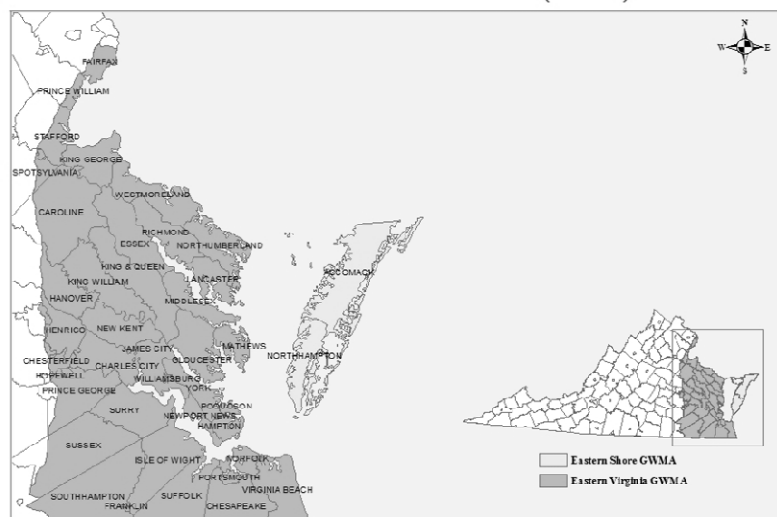 N
W E
S
FAIRFAX
PRINCE WILLIAM
STAFFORD
KING GEORGE
SPOTSYLVANIA
WESTMORELAND
CAROLINE
RICHMOND
ESSEX
NORTHUMBERLAND
KING & QUEEN
ACCOMACK
LANCASTER
KING WILLIAM
HANOVER
MIDDLESEX
NEW KENT
HENRICO
MATHEWS
JAMES CITY
NORTHHAMPTON
CHESTERFIELD
GLOUCESTER
CHARLES CITY
HOPEWELL
WILLIAMSBURG
YORK
PRINCE GEORGE
POQUOSON
SURRY
NEWPORT NEWS
HAMPTON
SUSSEX
ISLE OF WIGHT
NORFOLK
PORTSMOUTH
VIRGINIA BEACH
SOUTHHAMPTON
SUFFOLK
FRANKLIN
CHESAPEAKE
Eastern Shore GWMA
Eastern Virginia GWMA